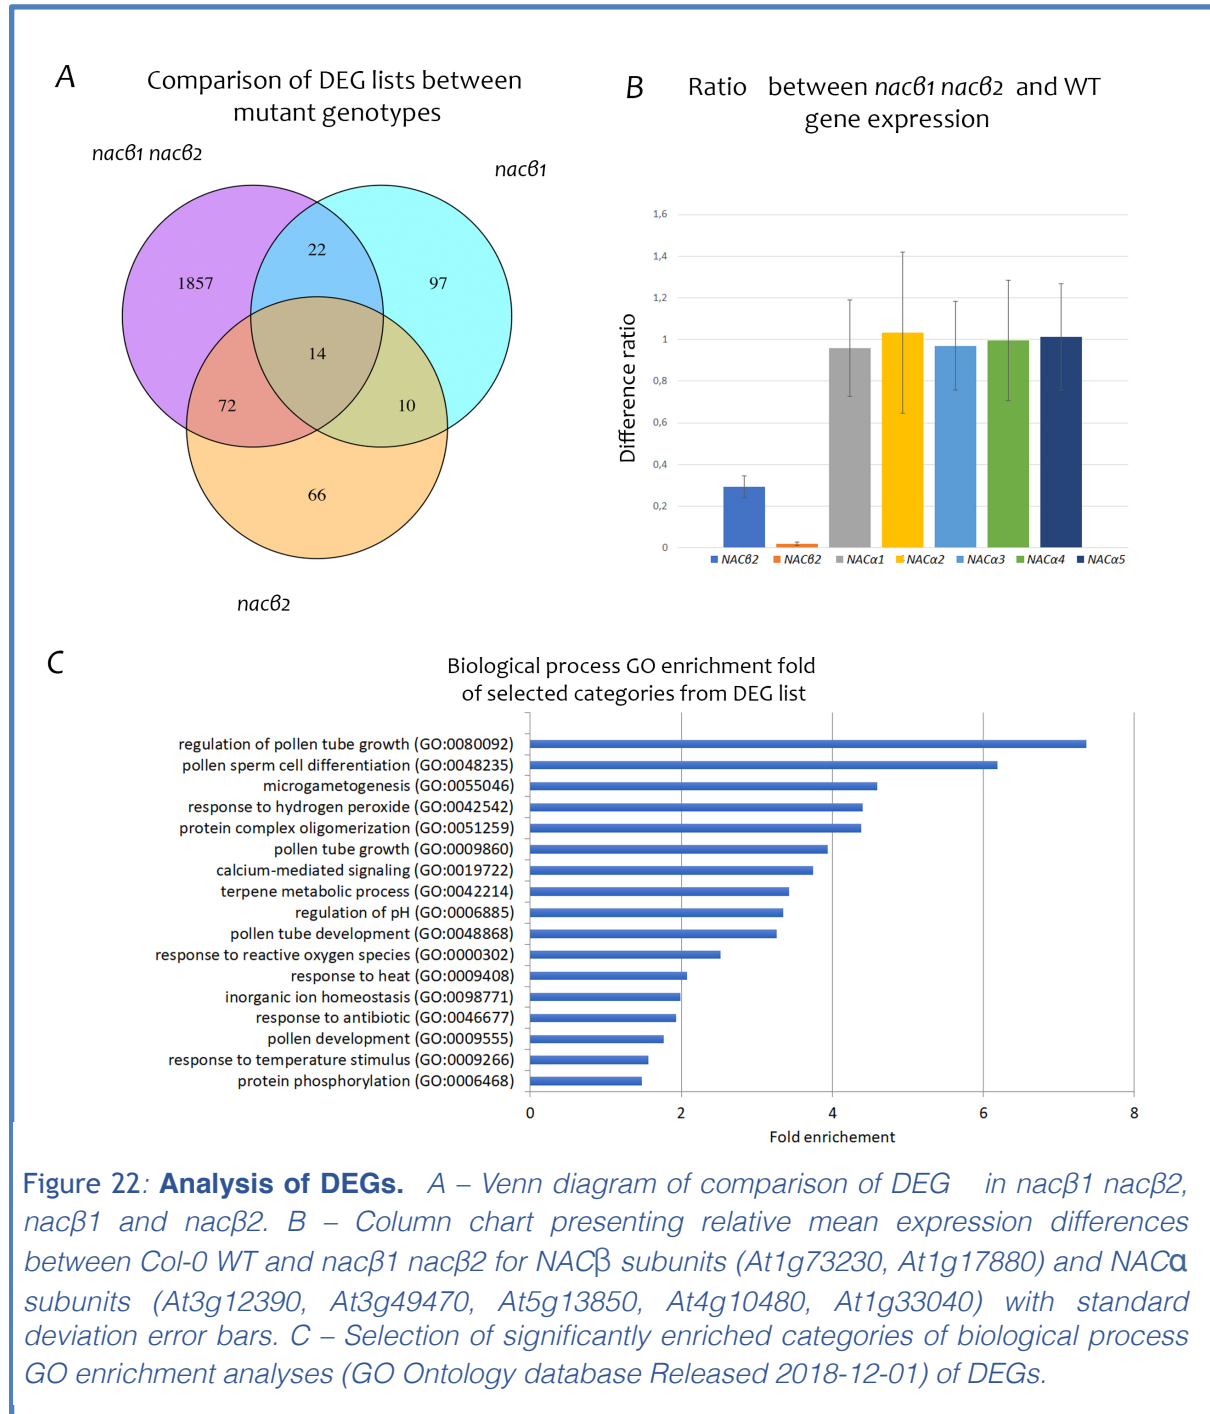 A
Comparison of DEG lists between
mutant genotypes
nacβ1 nacβ2
nacβ1
22
1857
97
14
72
10
66
nacβ2
B
Ratio between nacβ1 nacβ2 and WT
gene expression
Difference ratio
1,6
1,4
1,2
1
0,8
0,6
0,4
0,2
0
NACβ2 NACβ2 NACα1 NACα2 NACα3 NACα4 NACα5
C
Biological process GO enrichment fold
of selected categories from DEG list
regulation of pollen tube growth (GO:0080092)
pollen sperm cell differentiation (GO:0048235)
microgametogenesis (GO:0055046)
response to hydrogen peroxide (GO:0042542)
protein complex oligomerization (GO:0051259)
pollen tube growth (GO:0009860)
calcium-mediated signaling (GO:0019722)
terpene metabolic process (GO:0042214)
regulation of pH (GO:0006885)
pollen tube development (GO:0048868)
response to reactive oxygen species (GO:0000302)
response to heat (GO:0009408)
inorganic ion homeostasis (GO:0098771)
response to antibiotic (GO:0046677)
pollen development (GO:0009555)
response to temperature stimulus (GO:0009266)
protein phosphorylation (GO:0006468)
0 2 4 6 8
Fold enrichement
Figure 22: Analysis of DEGs. A – Venn diagram of comparison of DEG in nacβ1 nacβ2,
nacβ1 and nacβ2. B – Column chart presenting relative mean expression differences
between Col-0 WT and nacβ1 nacβ2 for NACβ subunits (At1g73230, At1g17880) and NACα
subunits (At3g12390, At3g49470, At5g13850, At4g10480, At1g33040) with standard
deviation error bars. C – Selection of significantly enriched categories of biological process
GO enrichment analyses (GO Ontology database Released 2018-12-01) of DEGs.